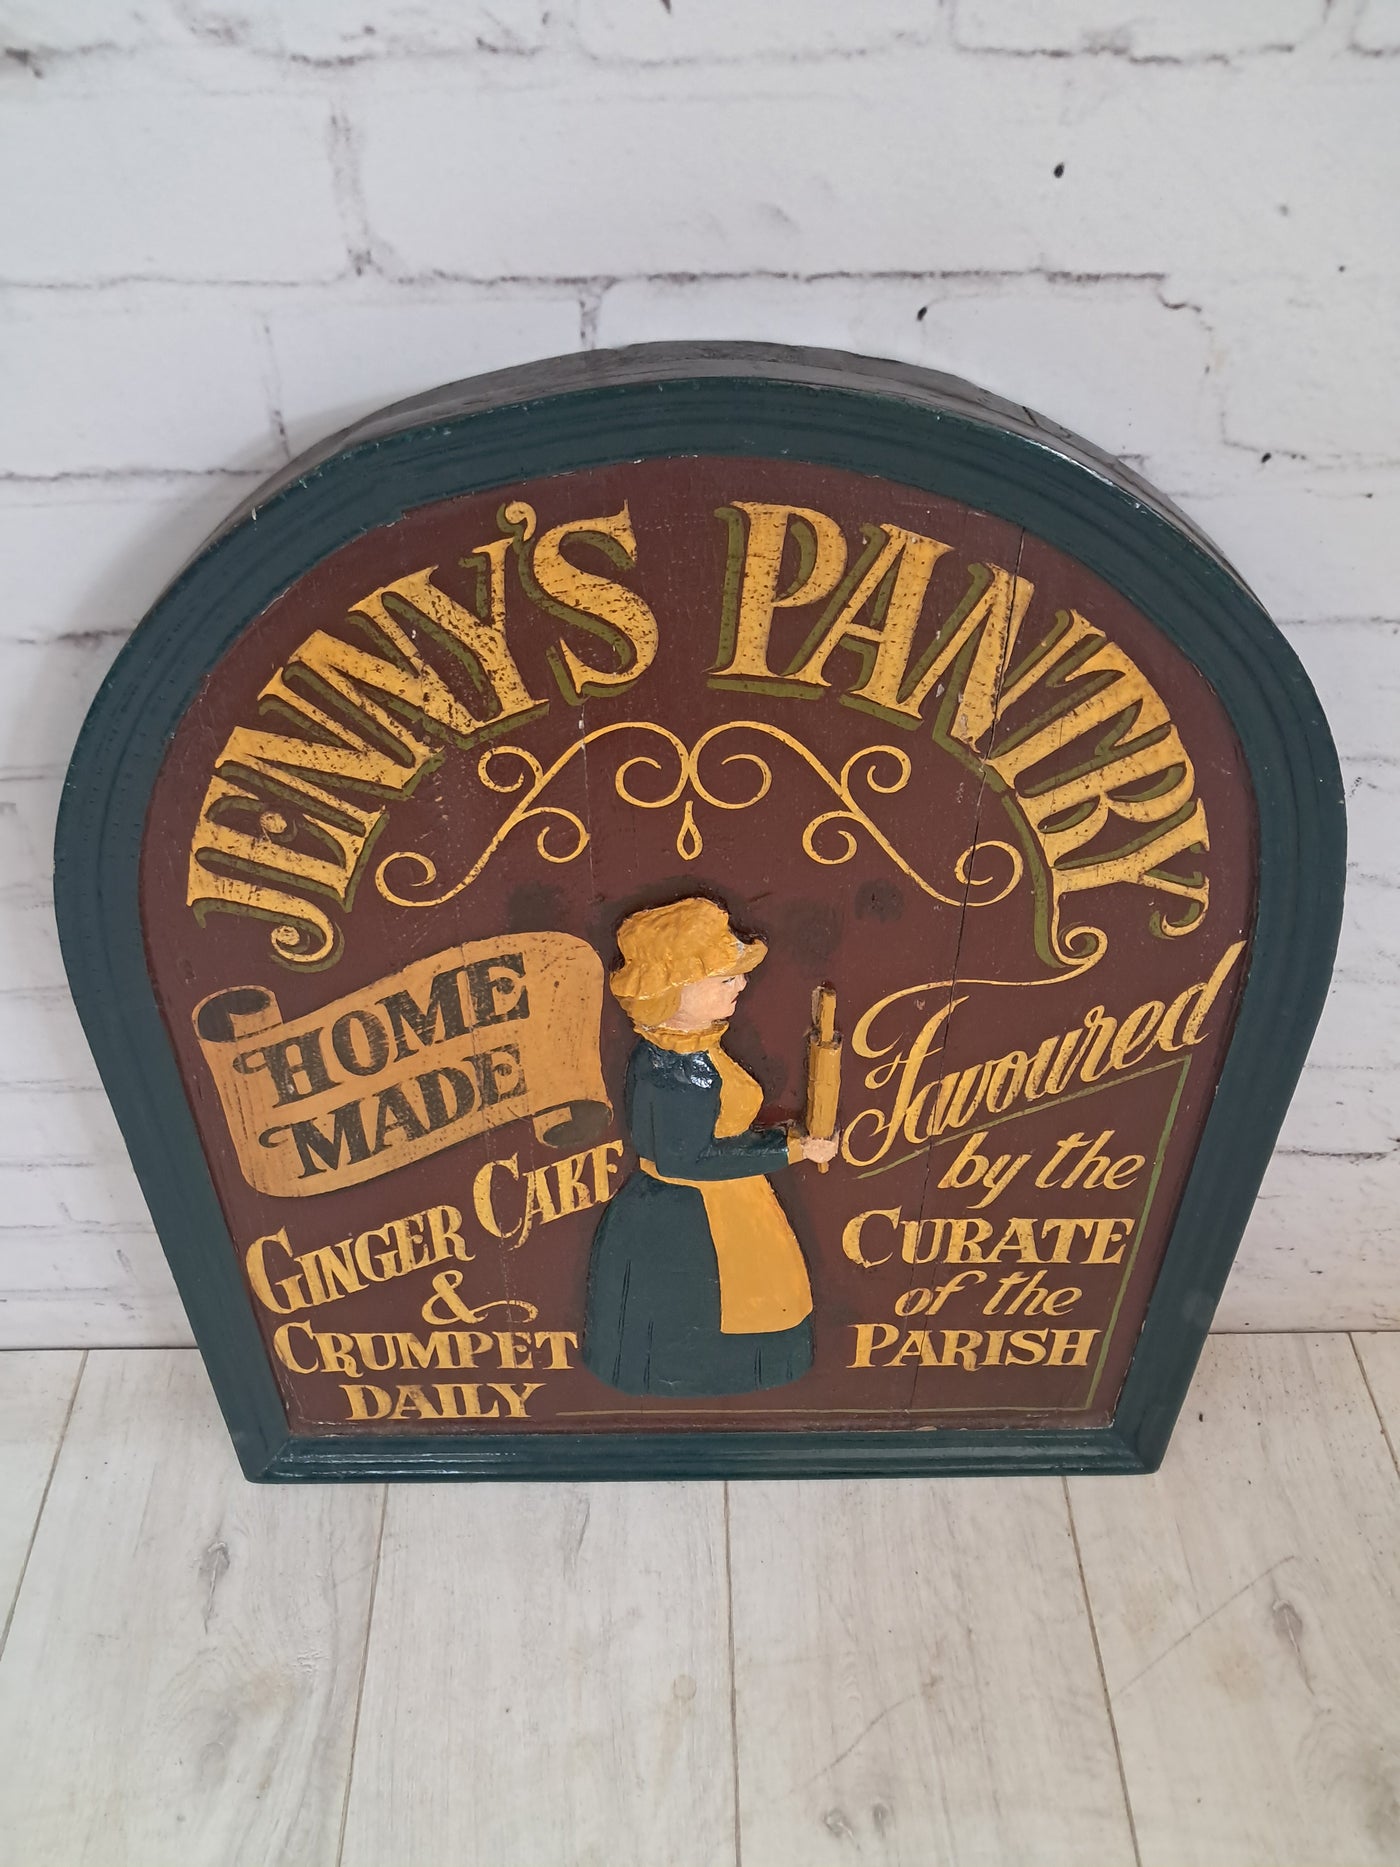 JENNY'S PANTRY
HOME
MADE
GINGER CAKE
&
CRUMPET
DAILY
Favoured
by the
CURATE
of the
PARISH